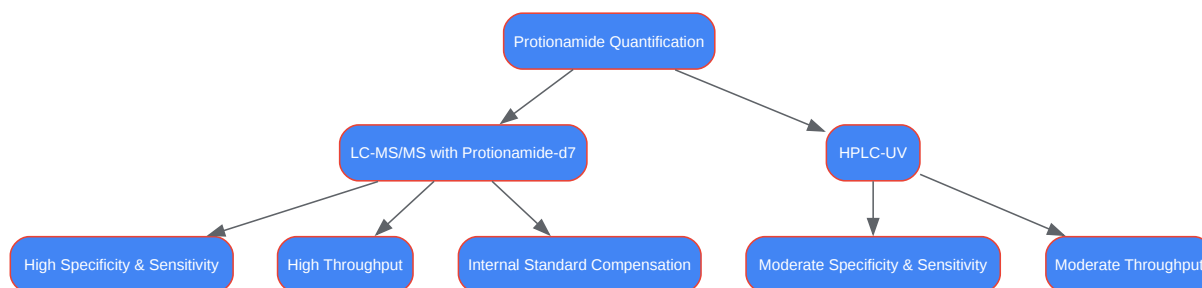 Protionamide Quantification
LC-MS/MS with Protionamide-d7
HPLC-UV
High Specificity & Sensitivity
High Throughput
Internal Standard Compensation
Moderate Specificity & Sensitivity
Moderate Throughput